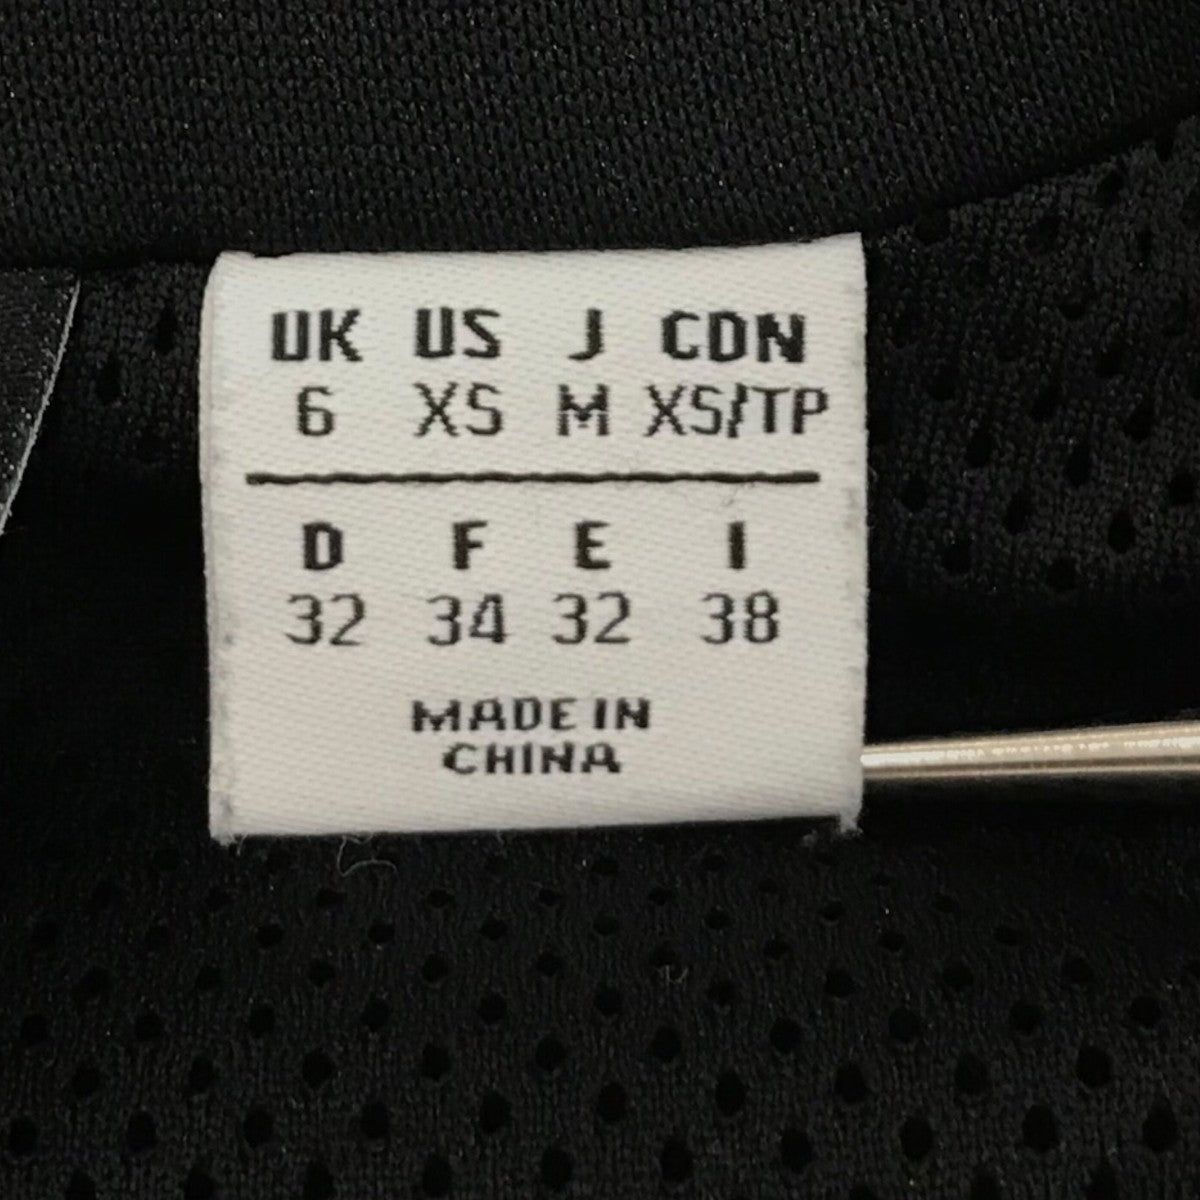 UK US J CDN
6 XS M XS/TP
D F E I
32 34 32 38
MADE IN
CHINA